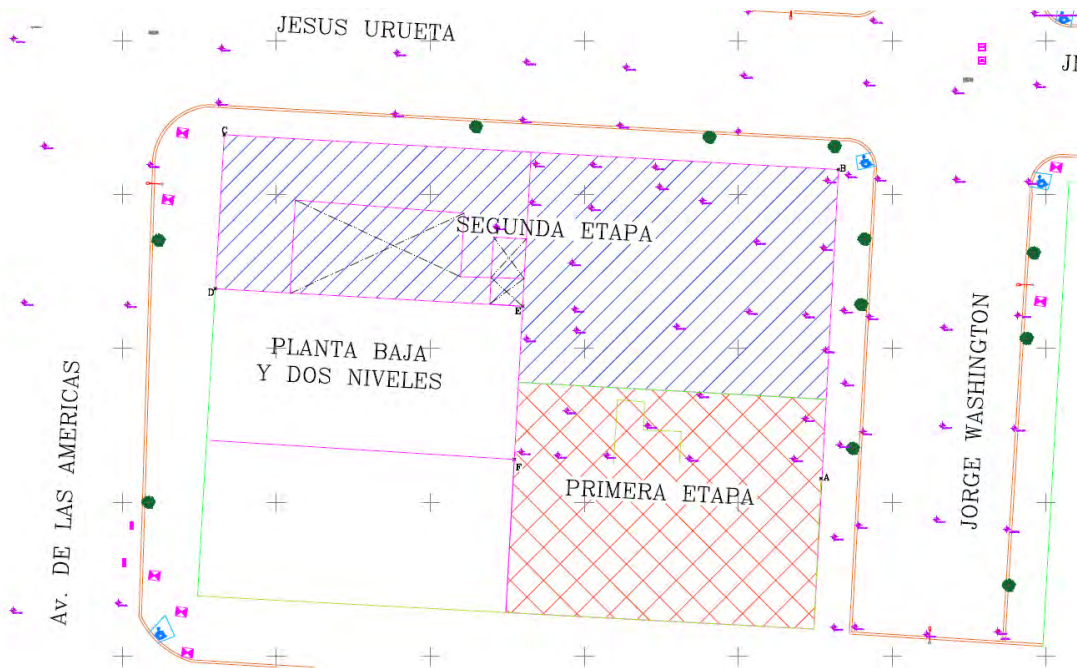 JESUS URUETA
C
B
SEGUNDA ETAPA
D
E
PLANTA BAJA
Y DOS NIVELES
F
A
PRIMERA ETAPA
Av. DE LAS AMERICAS
JORGE WASHINGTON